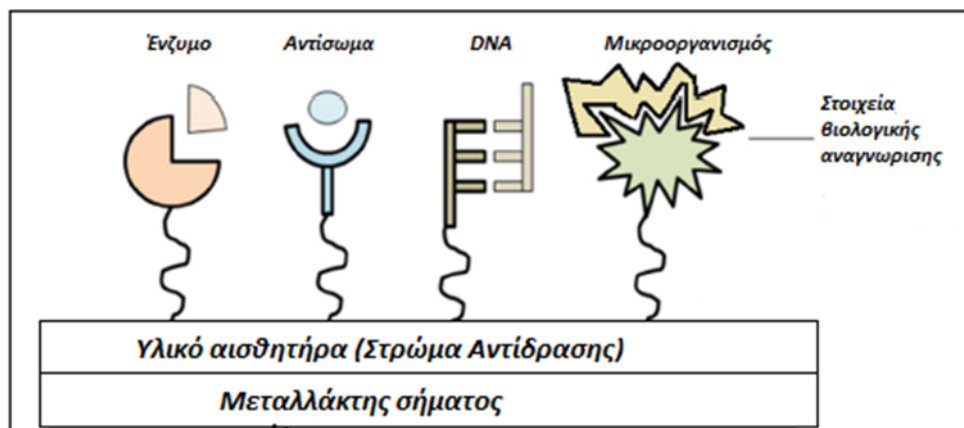 Ένζυμο Αντίσωμα DNA Μικροοργανισμός
Στοιχεία
βιολογικής
αναγνωρισης
Υλικό αισθητήρα (Στρώμα Αντίδρασης)
Μεταλλάκτης σήματος